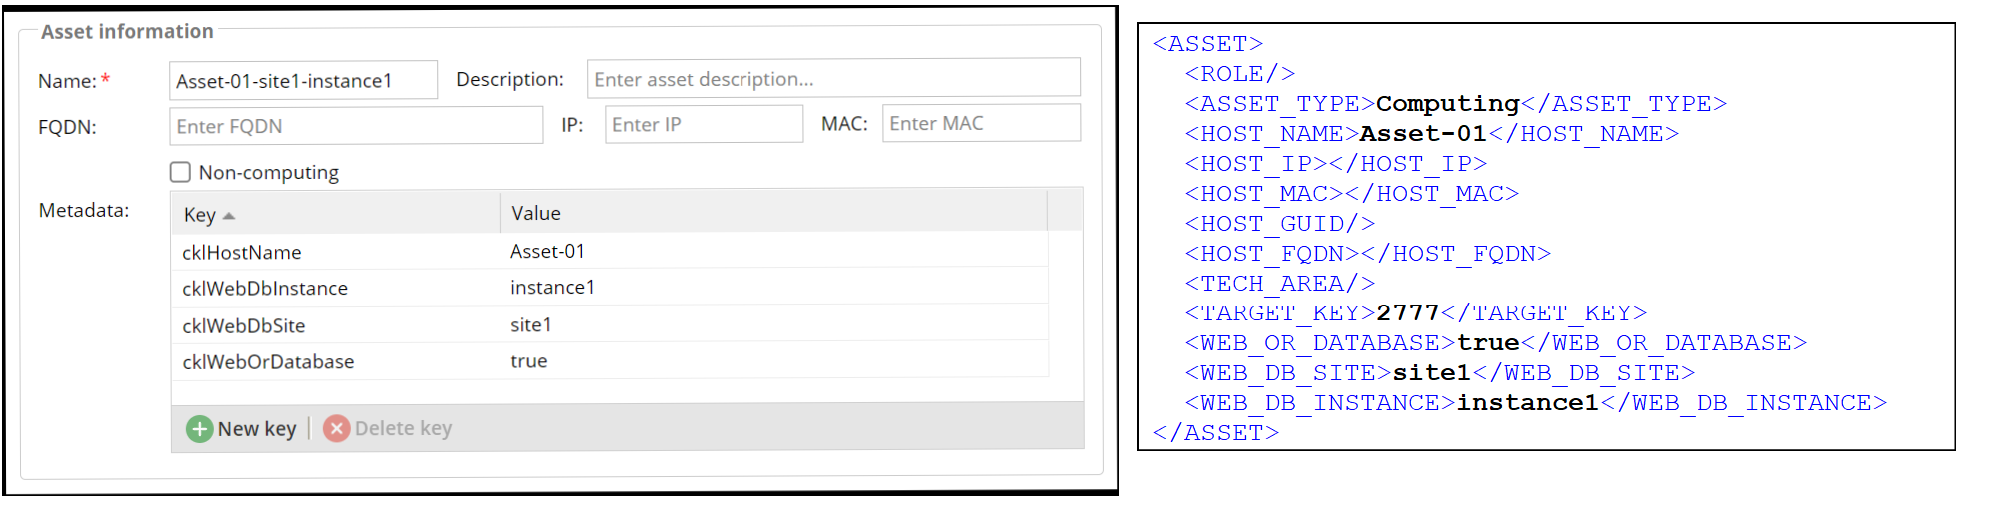 Asset information
Name: * Asset-01-site1-instance1 Description: Enter asset description...
FQDN: Enter FQDN IP: Enter IP MAC: Enter MAC
Non-computing
Metadata: Key Value
cklHostName Asset-01
cklWebDbInstance instance1
cklWebDbSite site1
cklWebOrDatabase true
New key Delete key
<ASSET>
<ROLE/>
<ASSET_TYPE>Computing</ASSET_TYPE>
<HOST_NAME>Asset-01</HOST_NAME>
<HOST_IP></HOST_IP>
<HOST_MAC></HOST_MAC>
<HOST_GUID/>
<HOST_FQDN></HOST_FQDN>
<TECH_AREA/>
<TARGET_KEY>2777</TARGET_KEY>
<WEB_OR_DATABASE>true</WEB_OR_DATABASE>
<WEB_DB_SITE>site1</WEB_DB_SITE>
<WEB_DB_INSTANCE>instance1</WEB_DB_INSTANCE>
</ASSET>